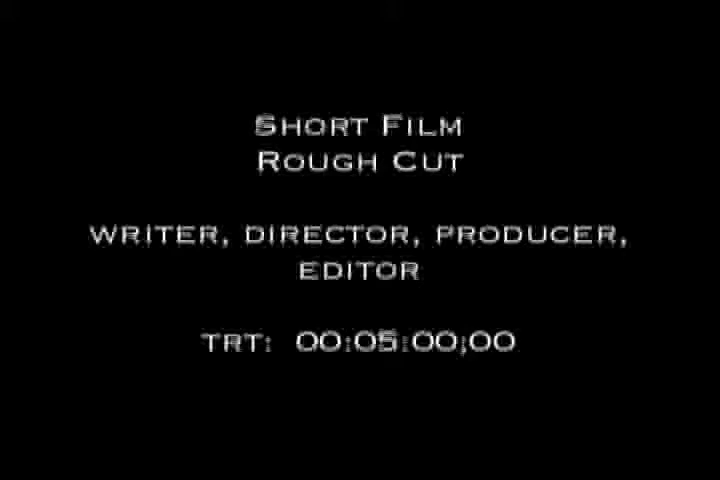 Short Film
Rough Cut
writer, director, producer,
editor
trt: 00:05:00;00